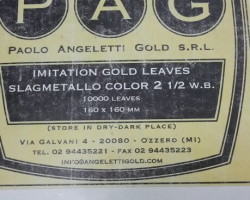 PAG
PAOLO ANGELETTI GOLD S.R.L.
IMITATION GOLD LEAVES
SLAGMETALLO COLOR 2 1/2 W.B.
10000 LEAVES
160 x 160 MM
(STORE IN DRY-DARK PLACE)
VIA GALVANI 4 - 20080 - OZZERO (MI)
TEL. 02 94435221 - FAX 02 94435223
INFO@ANGELETTIGOLD.COM